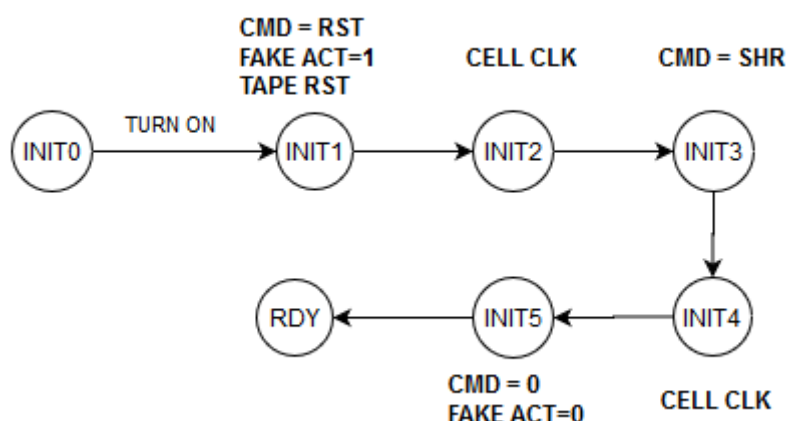 CMD = RST
FAKE ACT=1
TAPE RST
CELL CLK
CMD = SHR
INIT0
TURN ON
INIT1
INIT2
INIT3
RDY
INIT5
INIT4
CMD = 0
FAKE ACT=0
CELL CLK